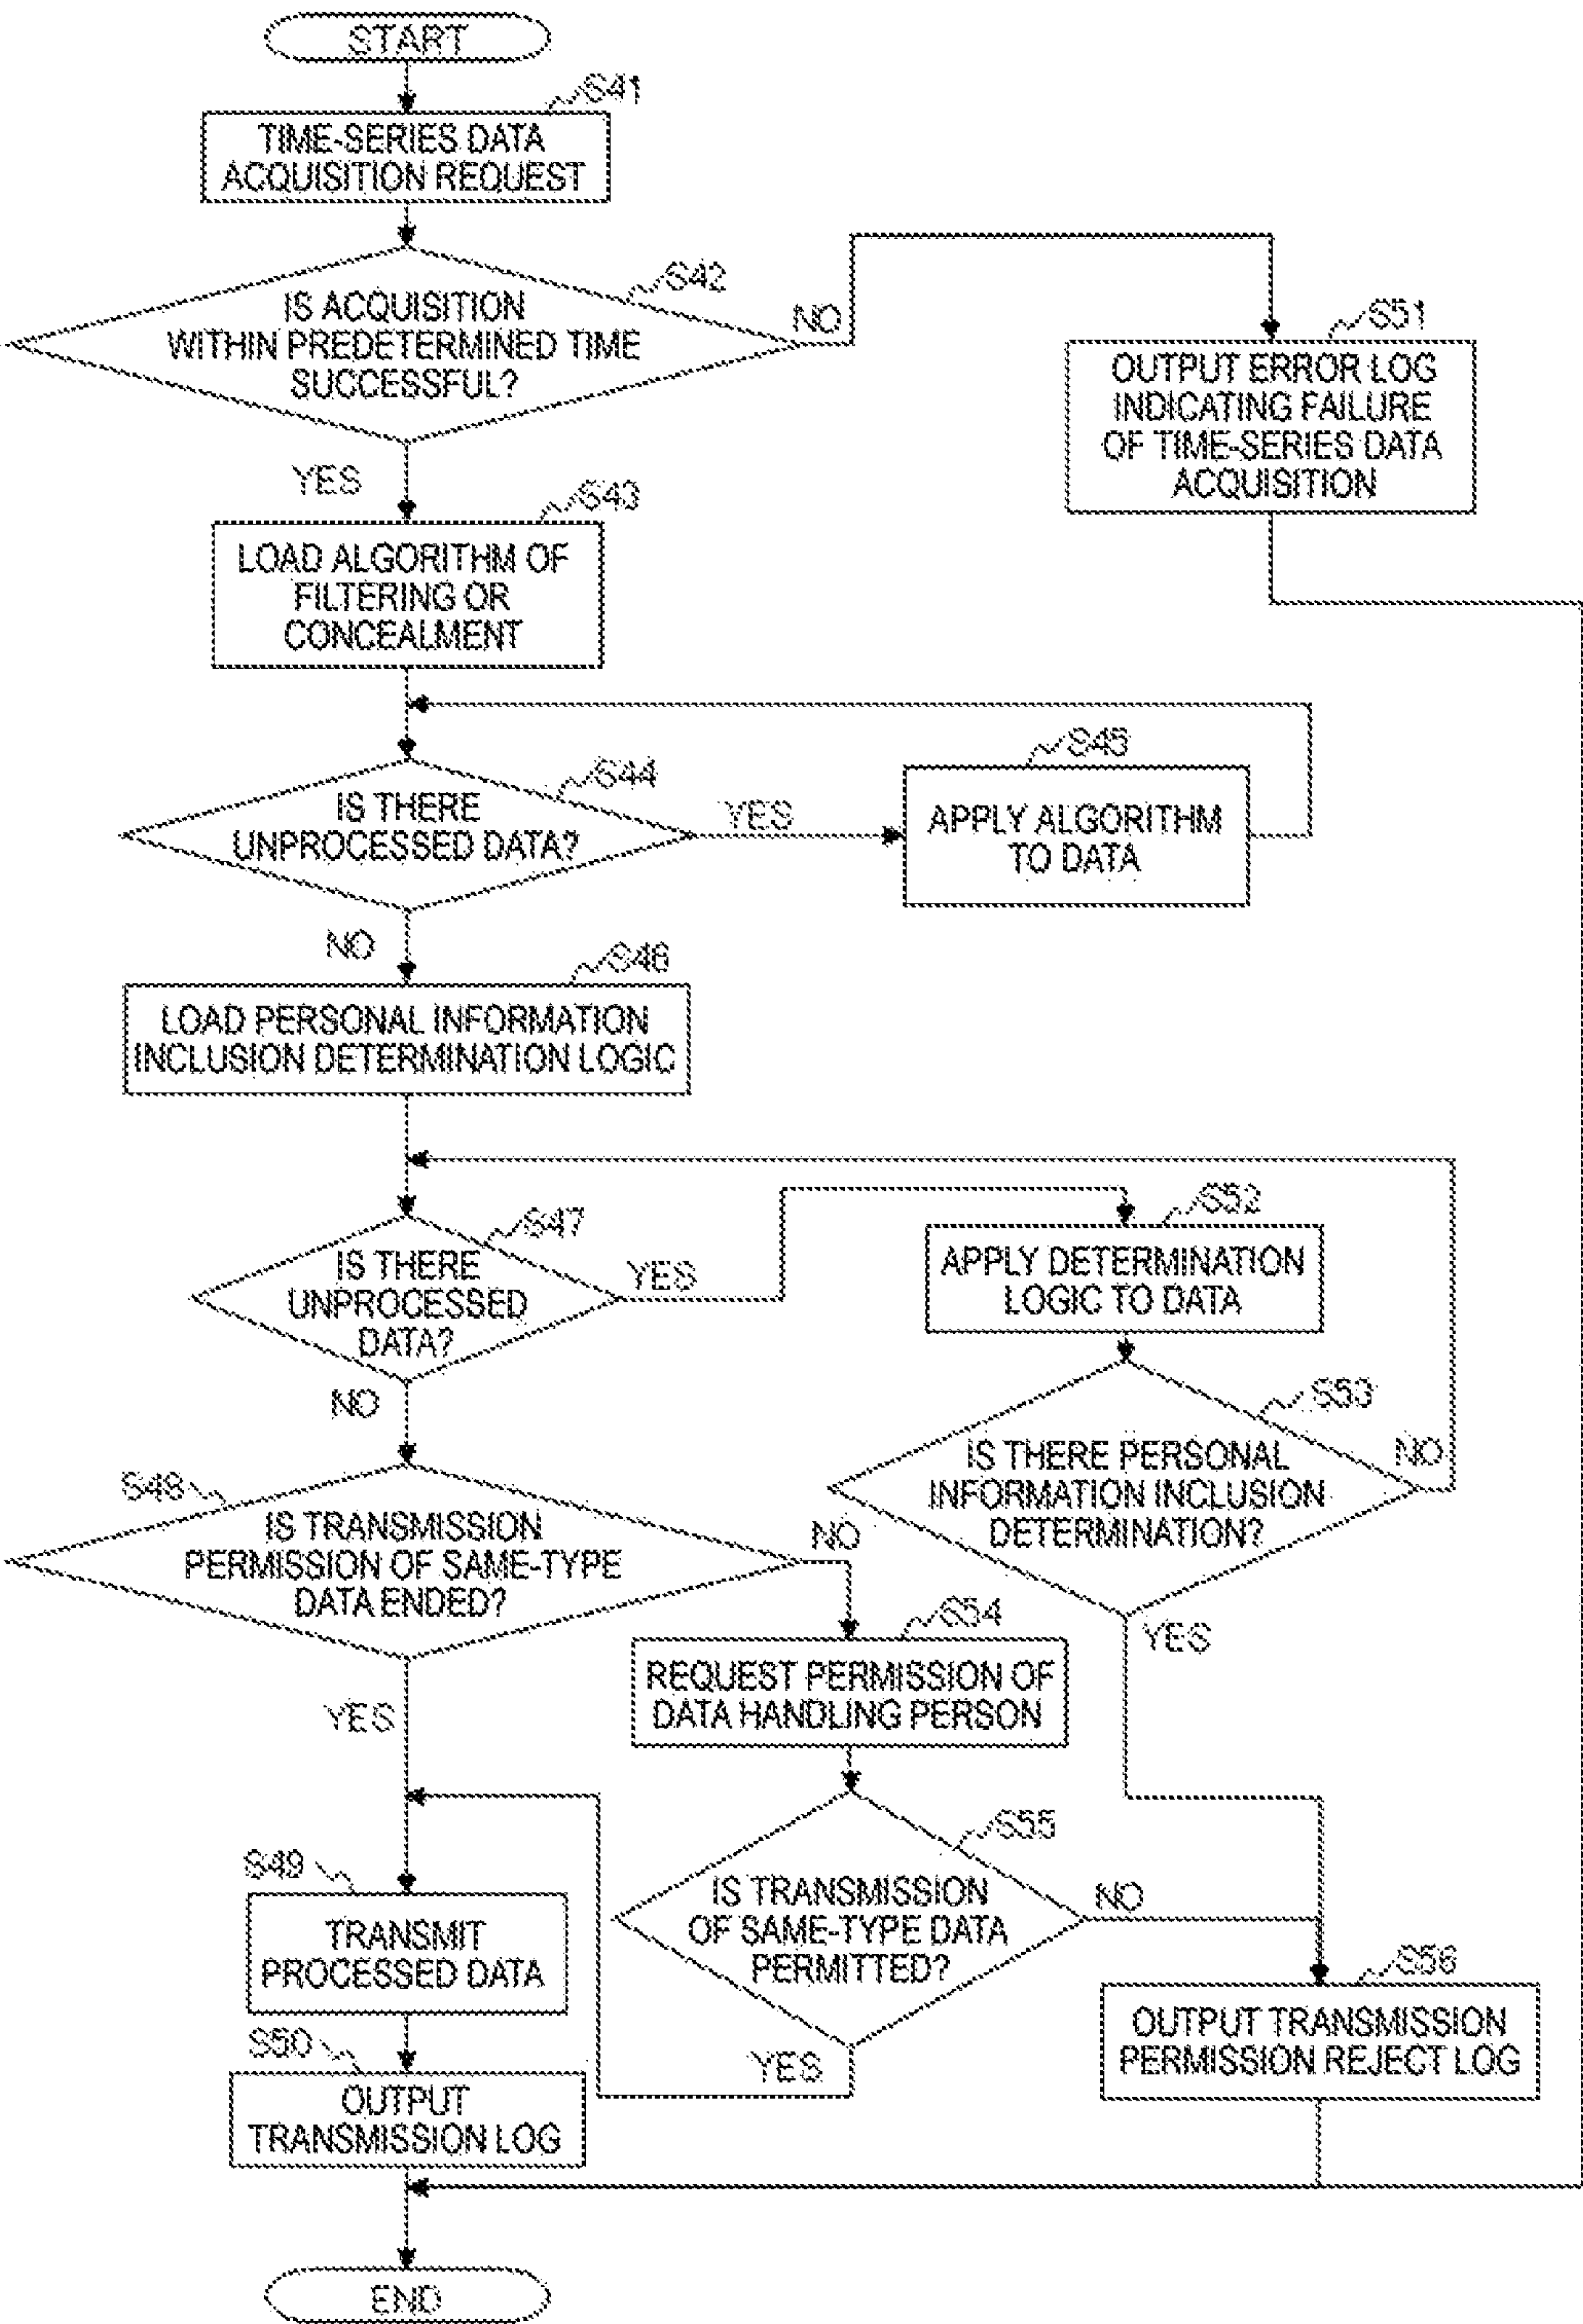 START
S41
TIME-SERIES DATA
ACQUISITION REQUEST
S42
IS ACQUISITION
WITHIN PREDETERMINED TIME
SUCCESSFUL?
NO
S51
OUTPUT ERROR LOG
INDICATING FAILURE
OF TIME-SERIES DATA
ACQUISITION
YES
S43
LOAD ALGORITHM OF
FILTERING OR
CONCEALMENT
S44
IS THERE
UNPROCESSED DATA?
YES
S45
APPLY ALGORITHM
TO DATA
NO
S46
LOAD PERSONAL INFORMATION
INCLUSION DETERMINATION LOGIC
S47
IS THERE
UNPROCESSED
DATA?
YES
S52
APPLY DETERMINATION
LOGIC TO DATA
NO
S53
IS THERE PERSONAL
INFORMATION INCLUSION
DETERMINATION?
NO
YES
S48
IS TRANSMISSION
PERMISSION OF SAME-TYPE
DATA ENDED?
NO
S54
REQUEST PERMISSION OF
DATA HANDLING PERSON
YES
S55
IS TRANSMISSION
OF SAME-TYPE DATA
PERMITTED?
NO
YES
S49
TRANSMIT
PROCESSED DATA
S56
OUTPUT TRANSMISSION
PERMISSION REJECT LOG
S50
OUTPUT
TRANSMISSION LOG
END